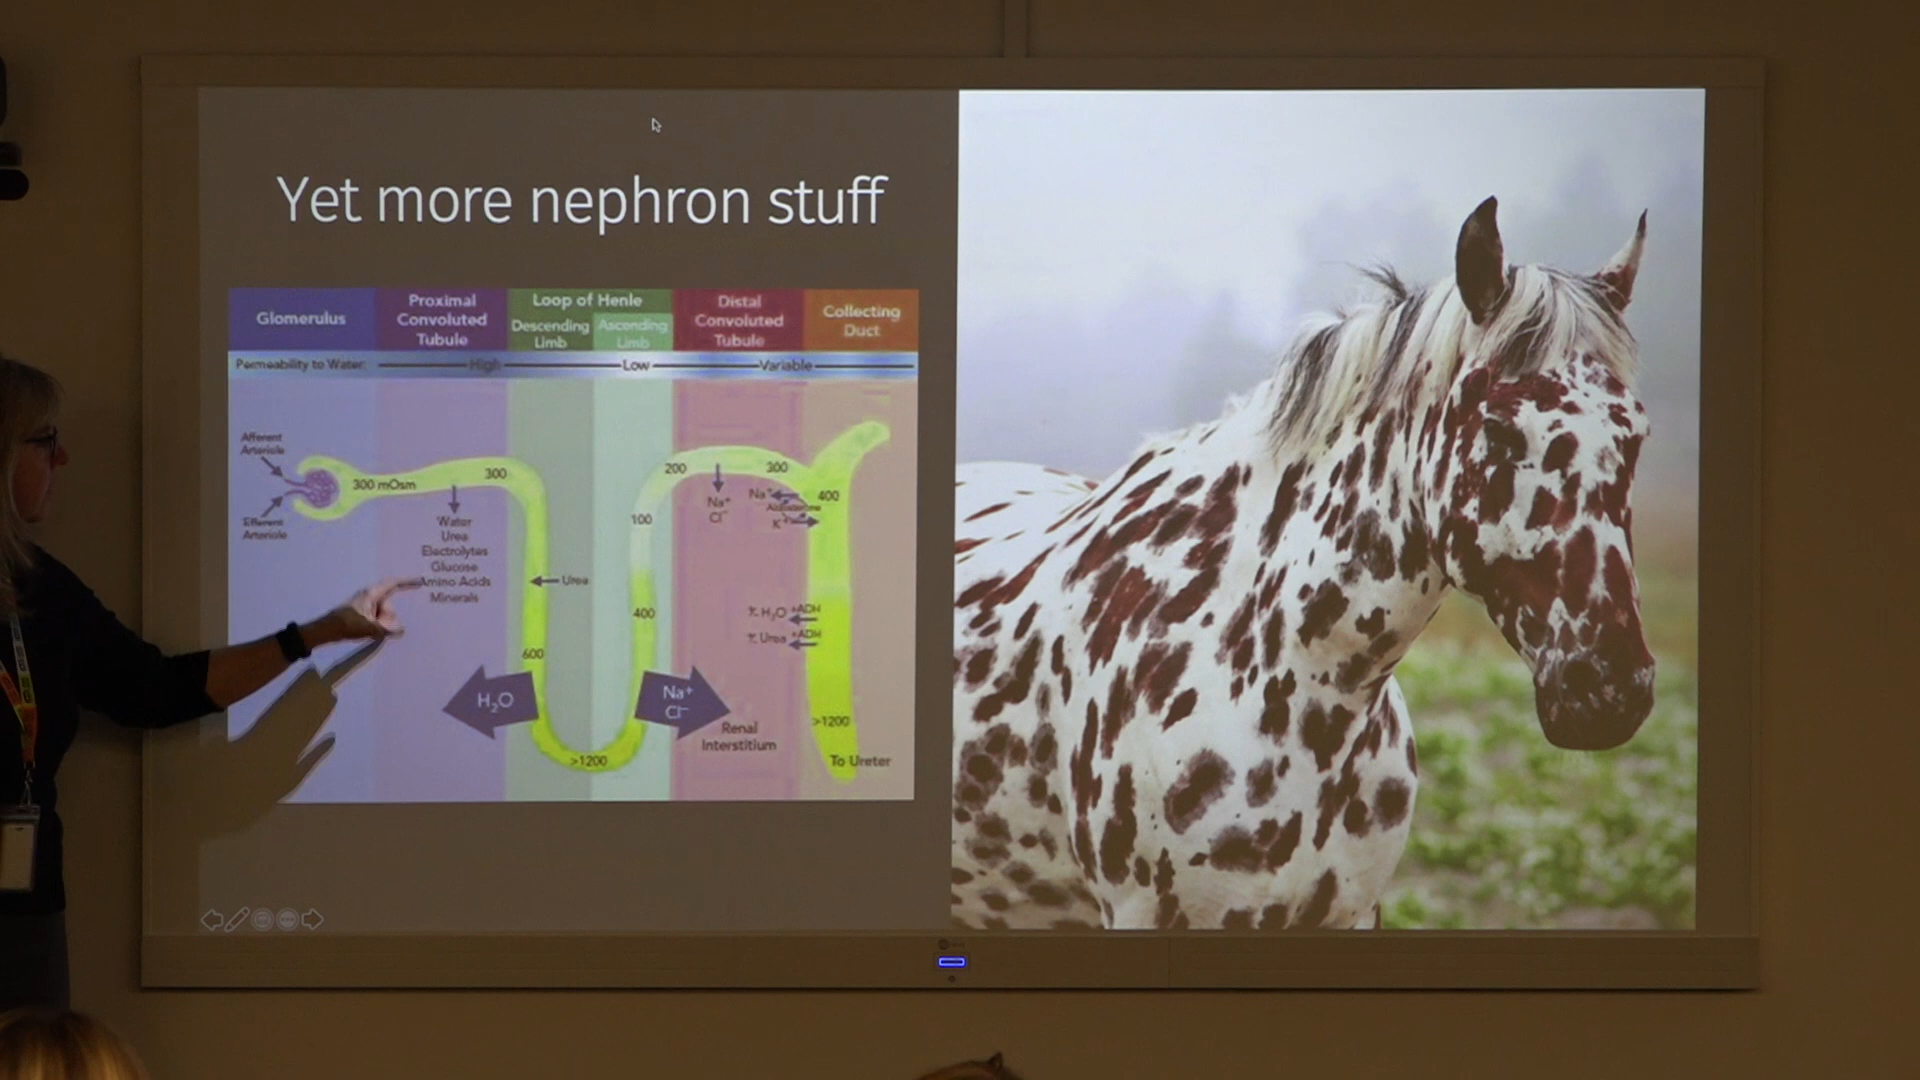 Yet more nephron stuff
Glomerulus
Proximal
Convoluted
Tubule
Loop of Henle
Descending
Limb
Ascending
Limb
Distal
Convoluted
Tubule
Collecting
Duct
Permeability to Water:
High
Low
Variable
Afferent
Arteriole
Efferent
Arteriole
300 mOsm
300
Water
Urea
Electrolytes
Glucose
Amino Acids
Minerals
Urea
600
H₂O
>1200
100
400
Na⁺
Cl⁻
200
Na⁺
Cl⁻
300
Na⁺
Aldosterone
K⁺
400
H₂O +ADH
Urea +ADH
Renal
Interstitium
>1200
To Ureter